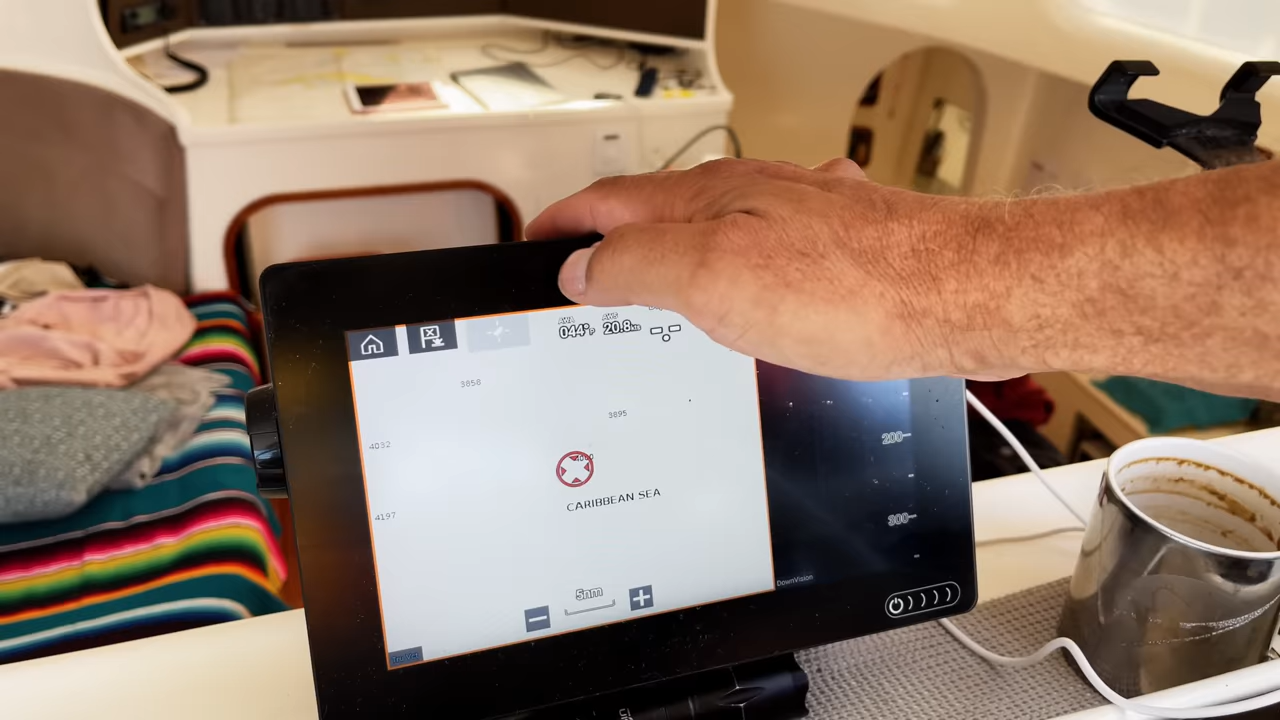 AWA AWS
044°P 20.8kts
3858
3895
4032
4000
CARIBBEAN SEA
4197
5nm
200
300
DownVision